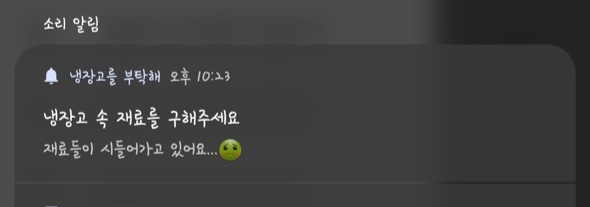 소리 알림
냉장고를 부탁해 오후 10:23
냉장고 속 재료를 구해주세요
재료들이 시들어가고 있어요...🤢